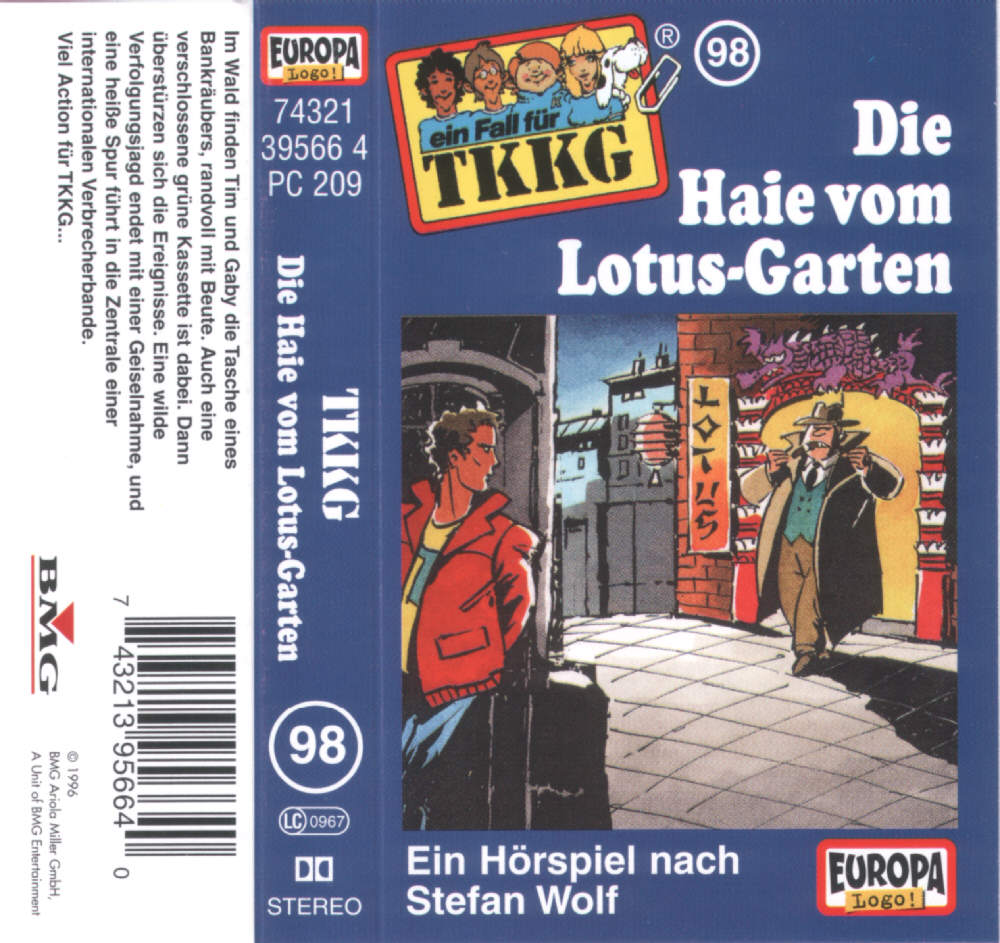 Im Wald finden Tim und Gaby die Tasche eines
Bankräubers, randvoll mit Beute. Auch eine
verschlossene grüne Kassette ist dabei. Dann
überstürzen sich die Ereignisse. Eine wilde
Verfolgungsjagd endet mit einer Geiselnahme, und
eine heiße Spur führt in die Zentrale einer
internationalen Verbrecherbande.
Viel Action für TKKG...
BMG
7 43213 95664 0
© 1996
BMG Ariola Miller GmbH,
A Unit of BMG Entertainment
EUROPA
Logo!
74321
39566 4
PC 209
TKKG
Die Haie vom Lotus-Garten
98
LC 0967
STEREO
K
ein Fall für
TKKG
®
98
Die
Haie vom
Lotus-Garten
LOTUS
Ein Hörspiel nach
Stefan Wolf
EUROPA
Logo!